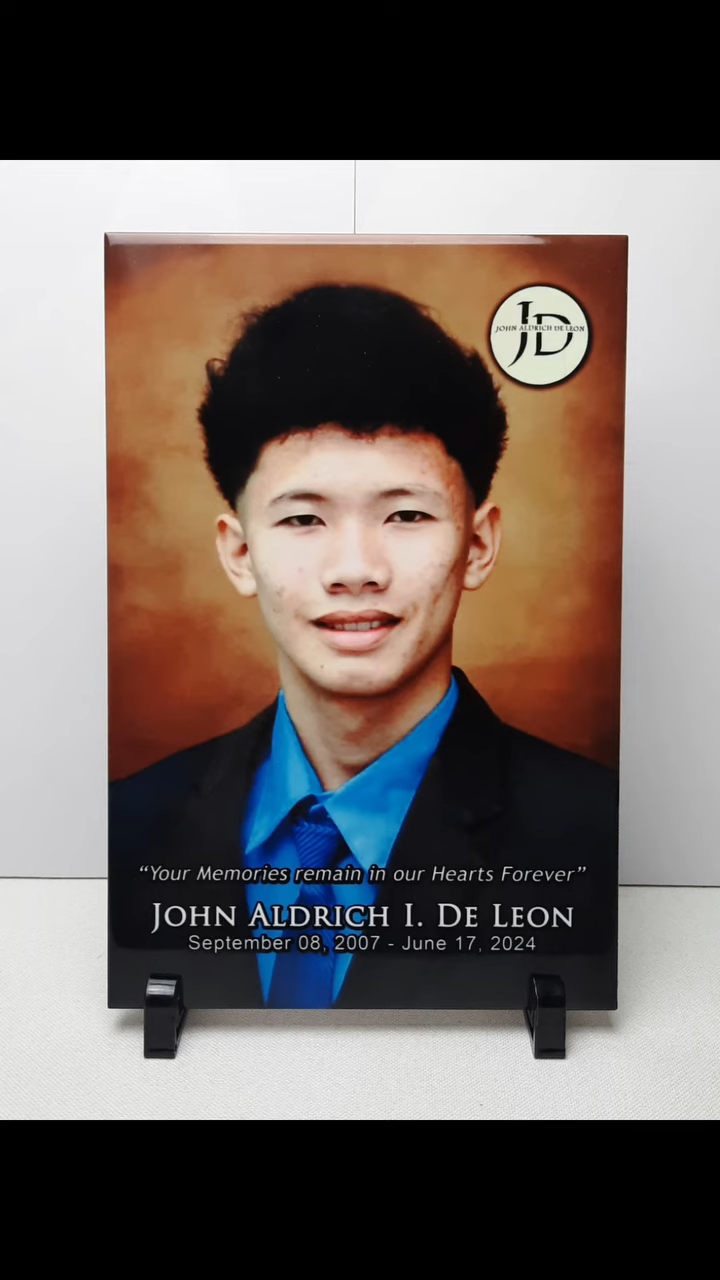 JD
JOHN ALDRICH DE LEON
“Your Memories remain in our Hearts Forever”
JOHN ALDRICH I. DE LEON
September 08, 2007 - June 17, 2024